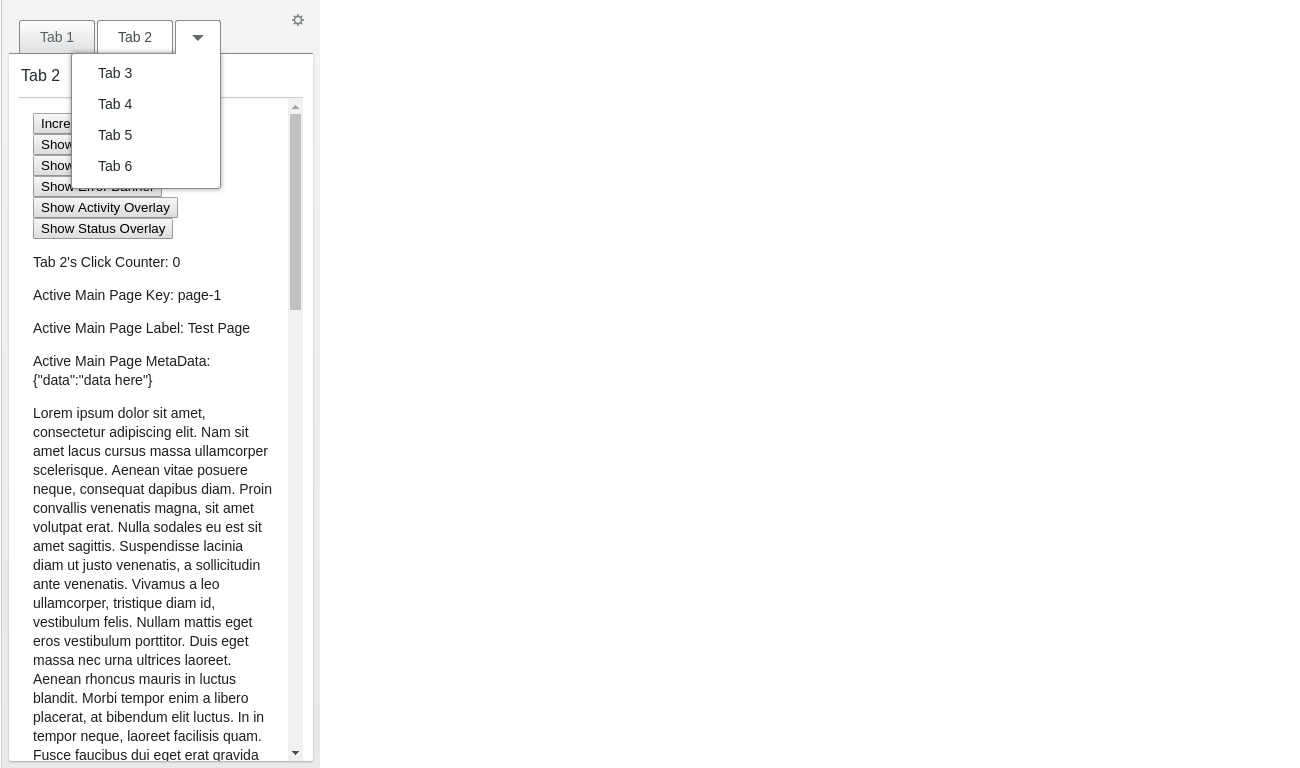 Tab 1
Tab 2
Tab 2
Tab 3
Tab 4
Tab 5
Tab 6
Show
Show
Show
Show Activity Overlay
Show Status Overlay
Tab 2's Click Counter: 0
Active Main Page Key: page-1
Active Main Page Label: Test Page
Active Main Page MetaData:
{"data":"data here"}
Lorem ipsum dolor sit amet,
consectetur adipiscing elit. Nam sit
amet lacus cursus massa ullamcorper
scelerisque. Aenean vitae posuere
neque, consequat dapibus diam. Proin
convallis venenatis magna, sit amet
volutpat erat. Nulla sodales eu est sit
amet sagittis. Suspendisse lacinia
diam ut justo venenatis, a sollicitudin
ante venenatis. Vivamus a leo
ullamcorper, tristique diam id,
vestibulum felis. Nullam mattis eget
eros vestibulum porttitor. Duis eget
massa nec urna ultrices laoreet.
Aenean rhoncus mauris in luctus
blandit. Morbi tempor enim a libero
placerat, at bibendum elit luctus. In in
tempor neque, laoreet facilisis quam.
Fusce faucibus dui eget erat gravida